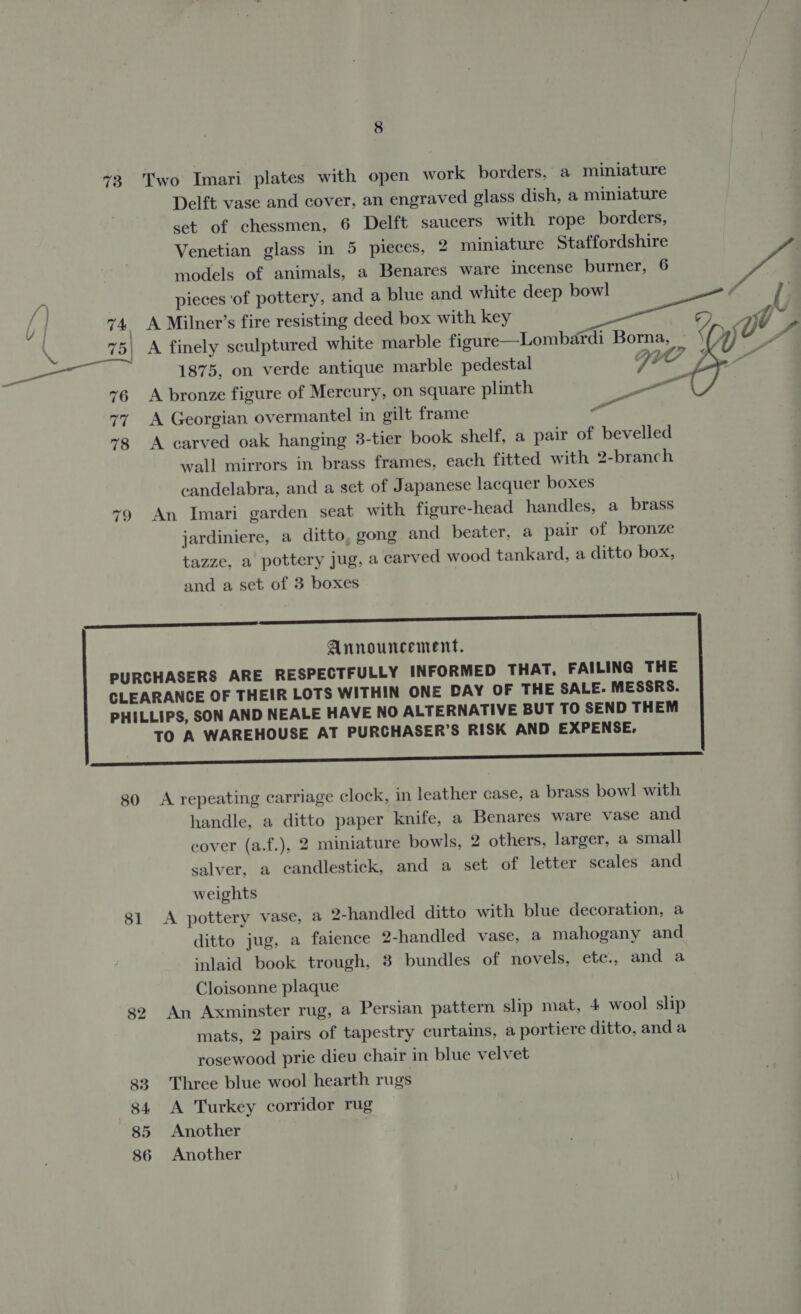 8
73 Two Imari plates with open work borders, a miniature
Delft vase and cover, an engraved glass dish, a miniature
set of chessmen, 6 Delft saucers with rope borders,
Venetian glass in 5 pieces, 2 miniature Staffordshire
models of animals, a Benares ware incense burner, 6
pieces of pottery, and a blue and white deep bowl
74 A Milner's fire resisting deed box with key
75 A finely sculptured white marble figure—Lombardi Borna,
1875, on verde antique marble pedestal
76 A bronze figure of Mercury, on square plinth
77 A Georgian overmantel in gilt frame
78 A carved oak hanging 3-tier book shelf, a pair of bevelled
wall mirrors in brass frames, each fitted with 2-branch
candelabra, and a set of Japanese lacquer boxes
79 An Imari garden seat with figure-head handles, a brass
jardiniere, a ditto, gong and beater, a pair of bronze
tazze, a pottery jug, a carved wood tankard, a ditto box,
and a set of 3 boxes
Announcement.
PURCHASERS ARE RESPECTFULLY INFORMED THAT, FAILING THE
CLEARANCE OF THEIR LOTS WITHIN ONE DAY OF THE SALE. MESSRS.
PHILLIPS, SON AND NEALE HAVE NO ALTERNATIVE BUT TO SEND THEM
TO A WAREHOUSE AT PURCHASER'S RISK AND EXPENSE,
80 A repeating carriage clock, in leather case, a brass bowl with
handle, a ditto paper knife, a Benares ware vase and
cover (a.f.), 2 miniature bowls, 2 others, larger, a small
salver, a candlestick, and a set of letter scales and
weights
81 A pottery vase, a 2-handled ditto with blue decoration, a
ditto jug, a faience 2-handled vase, a mahogany and
inlaid book trough, 3 bundles of novels, etc., and a
Cloisonne plaque
82 An Axminster rug, a Persian pattern slip mat, 4 wool slip
mats, 2 pairs of tapestry curtains, a portiere ditto, and a
rosewood prie dieu chair in blue velvet
83 Three blue wool hearth rugs
84 A Turkey corridor rug
85 Another
86 Another